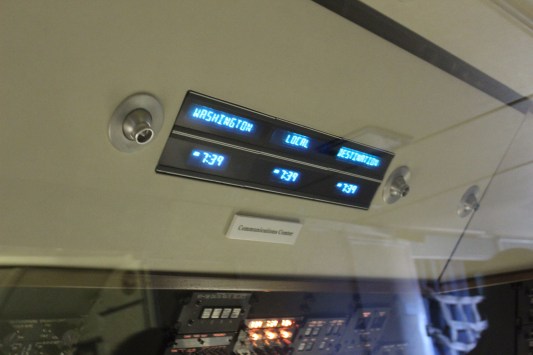 WASHINGTON LOCAL DESTINATION
7:39 7:39 7:39
Communications Center